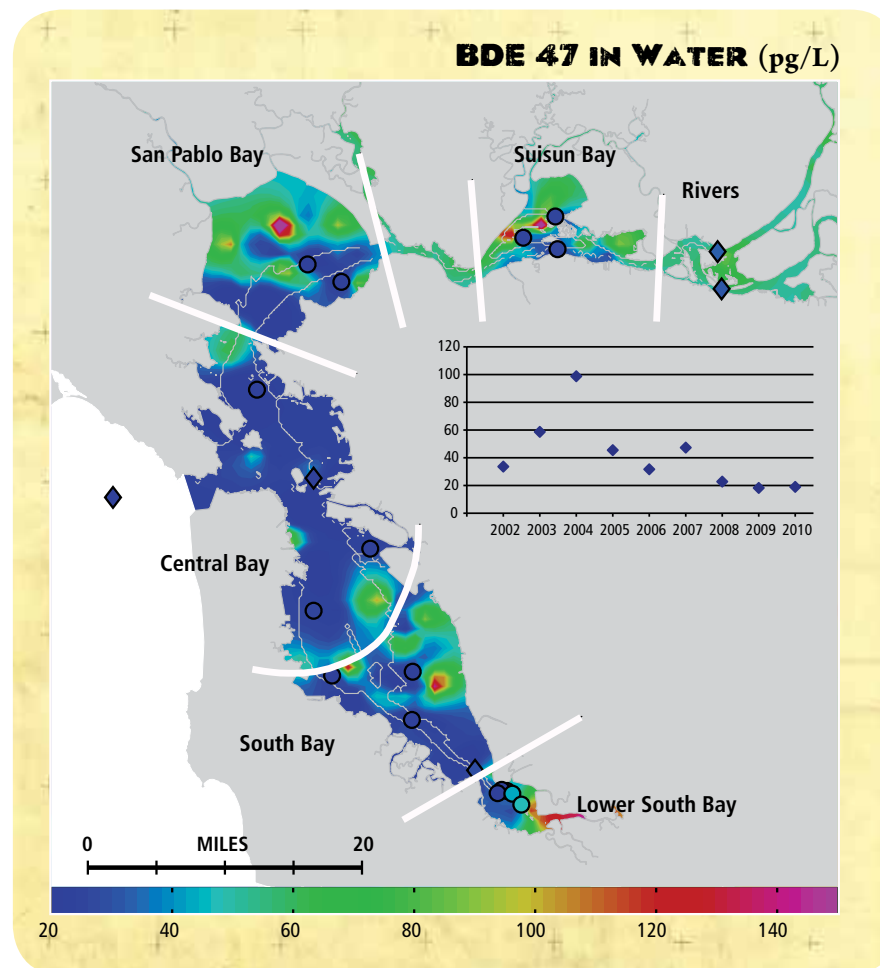 BDE 47 IN WATER (pg/L)
San Pablo Bay
Suisun Bay
Rivers
120
100
80
60
40
20
0
2002 2003 2004 2005 2006 2007 2008 2009 2010
Central Bay
South Bay
Lower South Bay
0 MILES 20
20 40 60 80 100 120 140